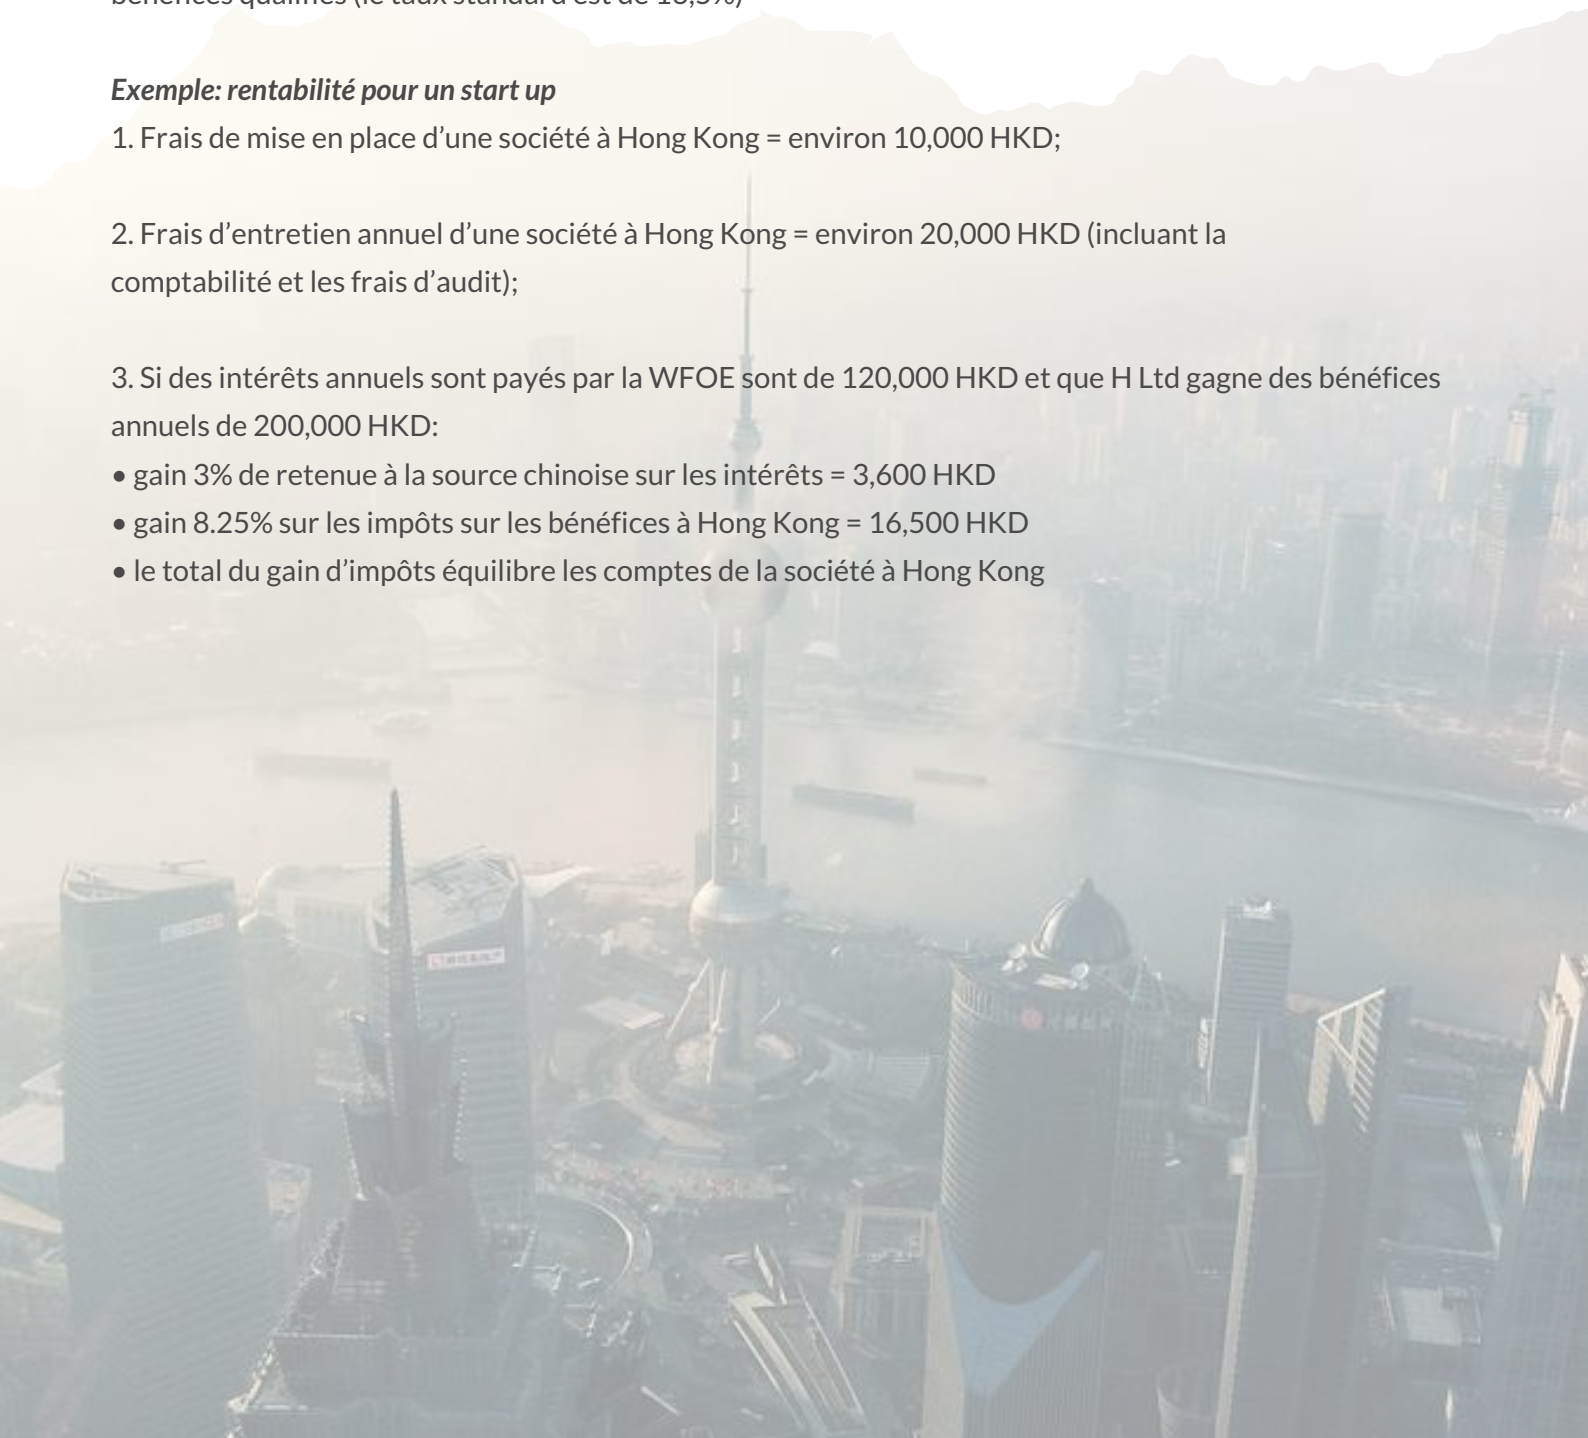 Exemple: rentabilité pour un start up
1. Frais de mise en place d’une société à Hong Kong = environ 10,000 HKD;
2. Frais d’entretien annuel d’une société à Hong Kong = environ 20,000 HKD (incluant la
comptabilité et les frais d’audit);
3. Si des intérêts annuels sont payés par la WFOE sont de 120,000 HKD et que H Ltd gagne des bénéfices
annuels de 200,000 HKD:
• gain 3% de retenue à la source chinoise sur les intérêts = 3,600 HKD
• gain 8.25% sur les impôts sur les bénéfices à Hong Kong = 16,500 HKD
• le total du gain d’impôts équilibre les comptes de la société à Hong Kong